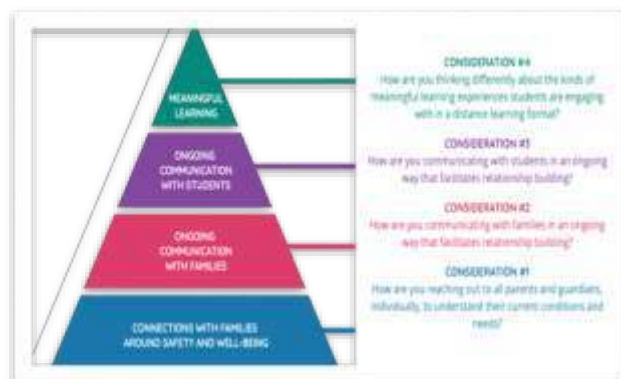 MEANINGFUL
LEARNING
ONGOING
COMMUNICATION
WITH STUDENTS
ONGOING
COMMUNICATION
WITH FAMILIES
CONNECTIONS WITH FAMILIES
AROUND SAFETY AND WELL-BEING
CONSIDERATION #4
How are you thinking differently about the kinds of
meaningful learning experiences students are engaging
with in a distance learning format?
CONSIDERATION #3
How are you communicating with students in an ongoing
way that facilitates relationship building?
CONSIDERATION #2
How are you communicating with families in an ongoing
way that facilitates relationship building?
CONSIDERATION #1
How are you reaching out to all parents and guardians,
individually, to understand their current conditions and
needs?